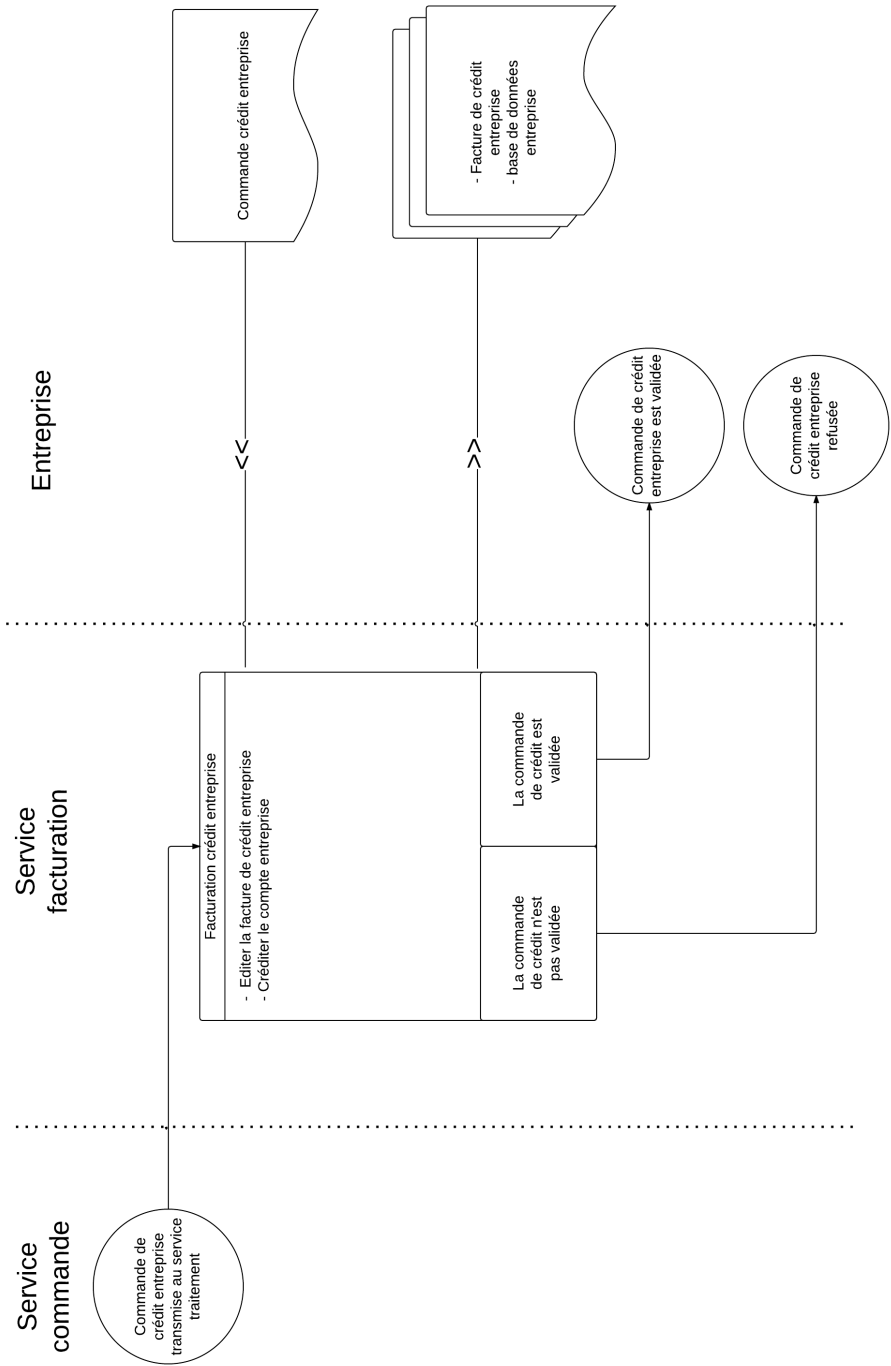 Service
commande
Service
facturation
Entreprise
Commande de
crédit entreprise
transmise au service
traitement
Facturation crédit entreprise
- Editer la facture de crédit entreprise
- Créditer le compte entreprise
La commande
de crédit n'est
pas validée
La commande
de crédit est
validée
<<
>>
Commande crédit entreprise
- Facture de crédit
entreprise
- base de données
entreprise
Commande de crédit
entreprise est validée
Commande de
crédit entreprise
refusée